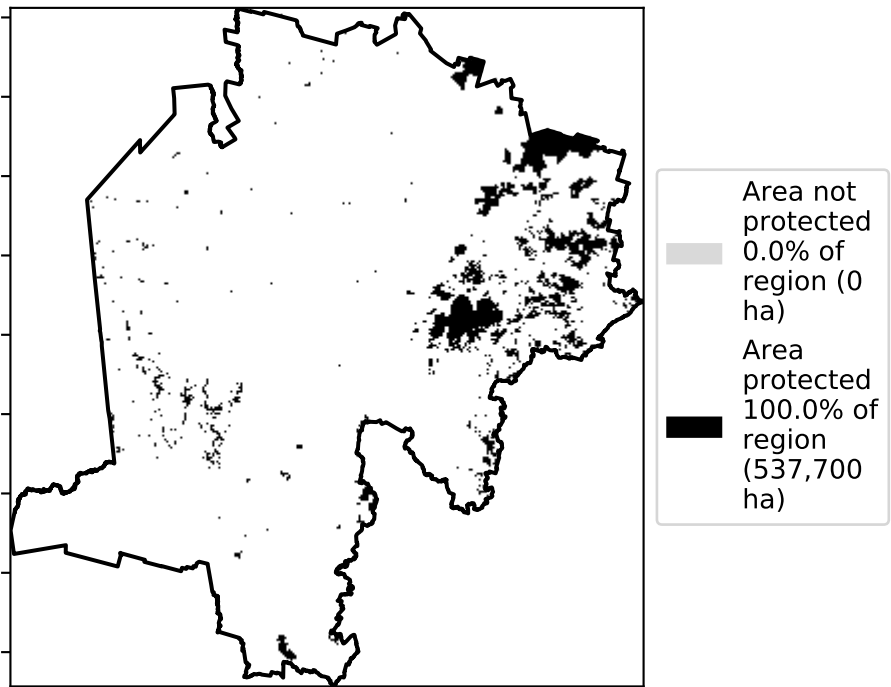 Area not
protected
0.0% of
region (0
ha)
Area
protected
100.0% of
region
(537,700
ha)